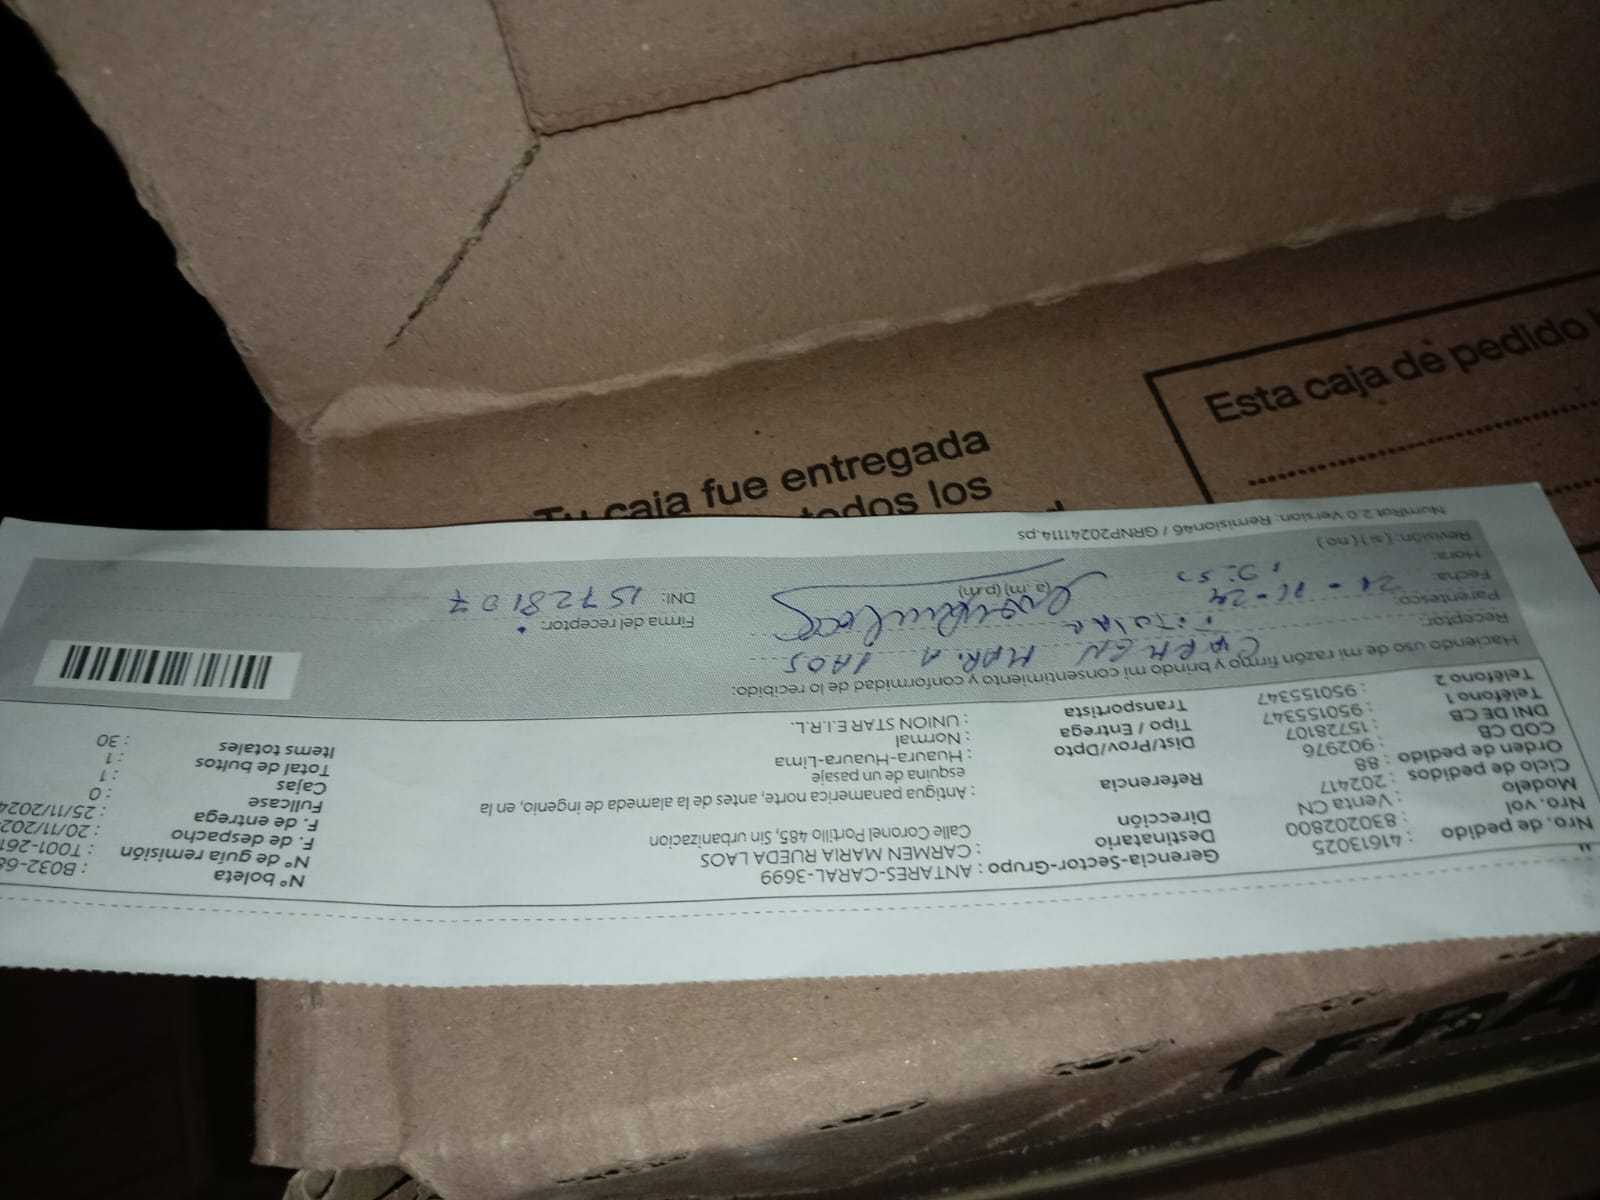 Tu caja fue entregada
todos los
Esta caja de pedido
Nro. de pedido : 41613025
Nro. vol : 830202800
Modelo : Venta CN
Ciclo de pedidos : 202417
Orden de pedido : 88
COD CB : 902976
DNI DE CB : 15728107
Teléfono 1 : 950155347
Teléfono 2 : 950155347
Gerencia-Sector-Grupo : ANTARES-CARAL-3699
Destinatario : CARMEN MARIA RUEDA LAOS
Dirección Calle Coronel Portillo 485, Sin urbanizacion
Referencia : Antigua panamerica norte, antes de la alameda de ingenio, en la
esquina de un pasaje
Dist/Prov/Dpto : Huaura-Huaura-Lima
Tipo / Entrega : Normal
Transportista : UNION STAR E.I.R.L.
Nº boleta : B032-68
Nº de guía remisión : T001-261
F. de despacho : 20/11/202
F. de entrega : 25/11/2024
Fullcase : 0
Cajas : 1
Total de bultos : 1
Items totales : 30
Haciendo uso de mi razón firmo y brindo mi consentimiento y conformidad de lo recibido:
Receptor: CARMEN MARIA LAOS
Parentesco: TITULAR
Fecha: 21-11-24
Hora: (a.m) (p.m)
Revisión: (si) (no)
Firma del receptor:
DNI: 15728107
NumRot 2.0 Version: Remision46 / GRNP20241114.ps